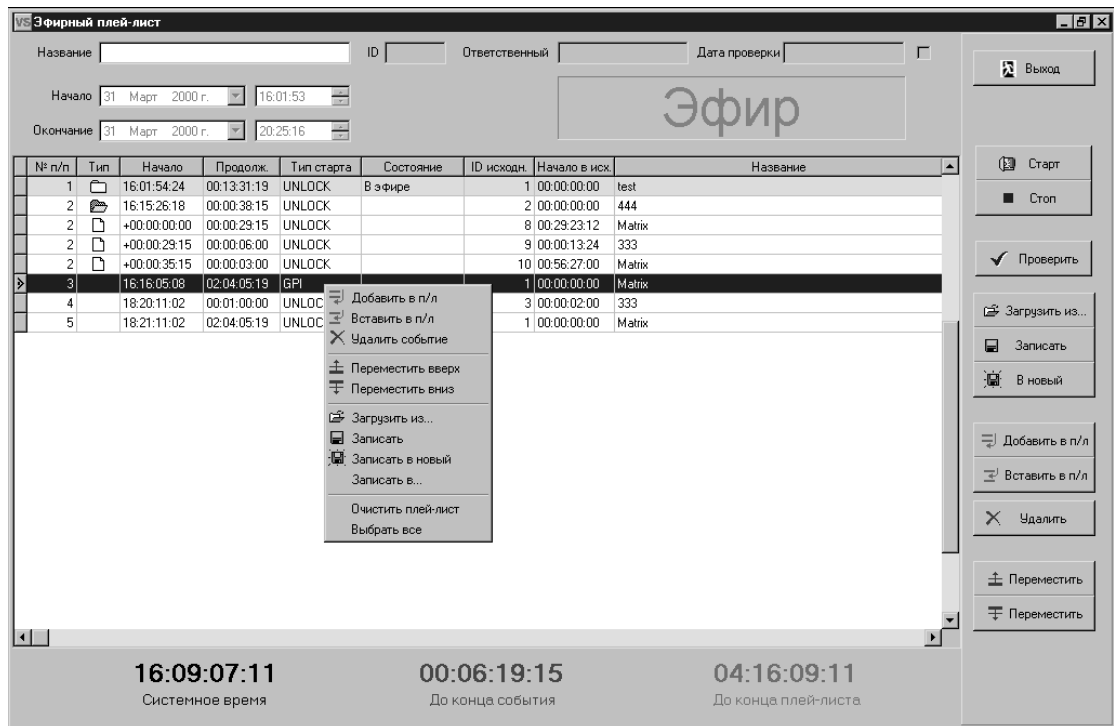 VS Эфирный плей-лист
Название ID Ответственный Дата проверки
Выход
Начало 31 Март 2000 г. 16:01:53
Эфир
Окончание 31 Март 2000 г. 20:25:16
№ п/п Тип Начало Продолж. Тип старта Состояние ID исходн. Начало в исх. Название
1 16:01:54:24 00:13:31:19 UNLOCK В эфире 1 00:00:00:00 test
2 16:15:26:18 00:00:38:15 UNLOCK 2 00:00:00:00 444
2 +00:00:00:00 00:00:29:15 UNLOCK 8 00:29:23:12 Matrix
2 +00:00:29:15 00:00:06:00 UNLOCK 9 00:00:13:24 333
2 +00:00:35:15 00:00:03:00 UNLOCK 10 00:56:27:00 Matrix
3 16:16:05:08 02:04:05:19 GPI 1 00:00:00:00 Matrix
4 18:20:11:02 00:01:00:00 UNLOC 3 00:00:02:00 333
5 18:21:11:02 02:04:05:19 UNLOC 1 00:00:00:00 Matrix
Добавить в п/л
Вставить в п/л
Удалить событие
Переместить вверх
Переместить вниз
Загрузить из...
Записать
Записать в новый
Записать в...
Очистить плей-лист
Выбрать все
Старт
Стоп
Проверить
Загрузить из...
Записать
В новый
Добавить в п/л
Вставить в п/л
Удалить
Переместить
Переместить
16:09:07:11 00:06:19:15 04:16:09:11
Системное время До конца события До конца плей-листа